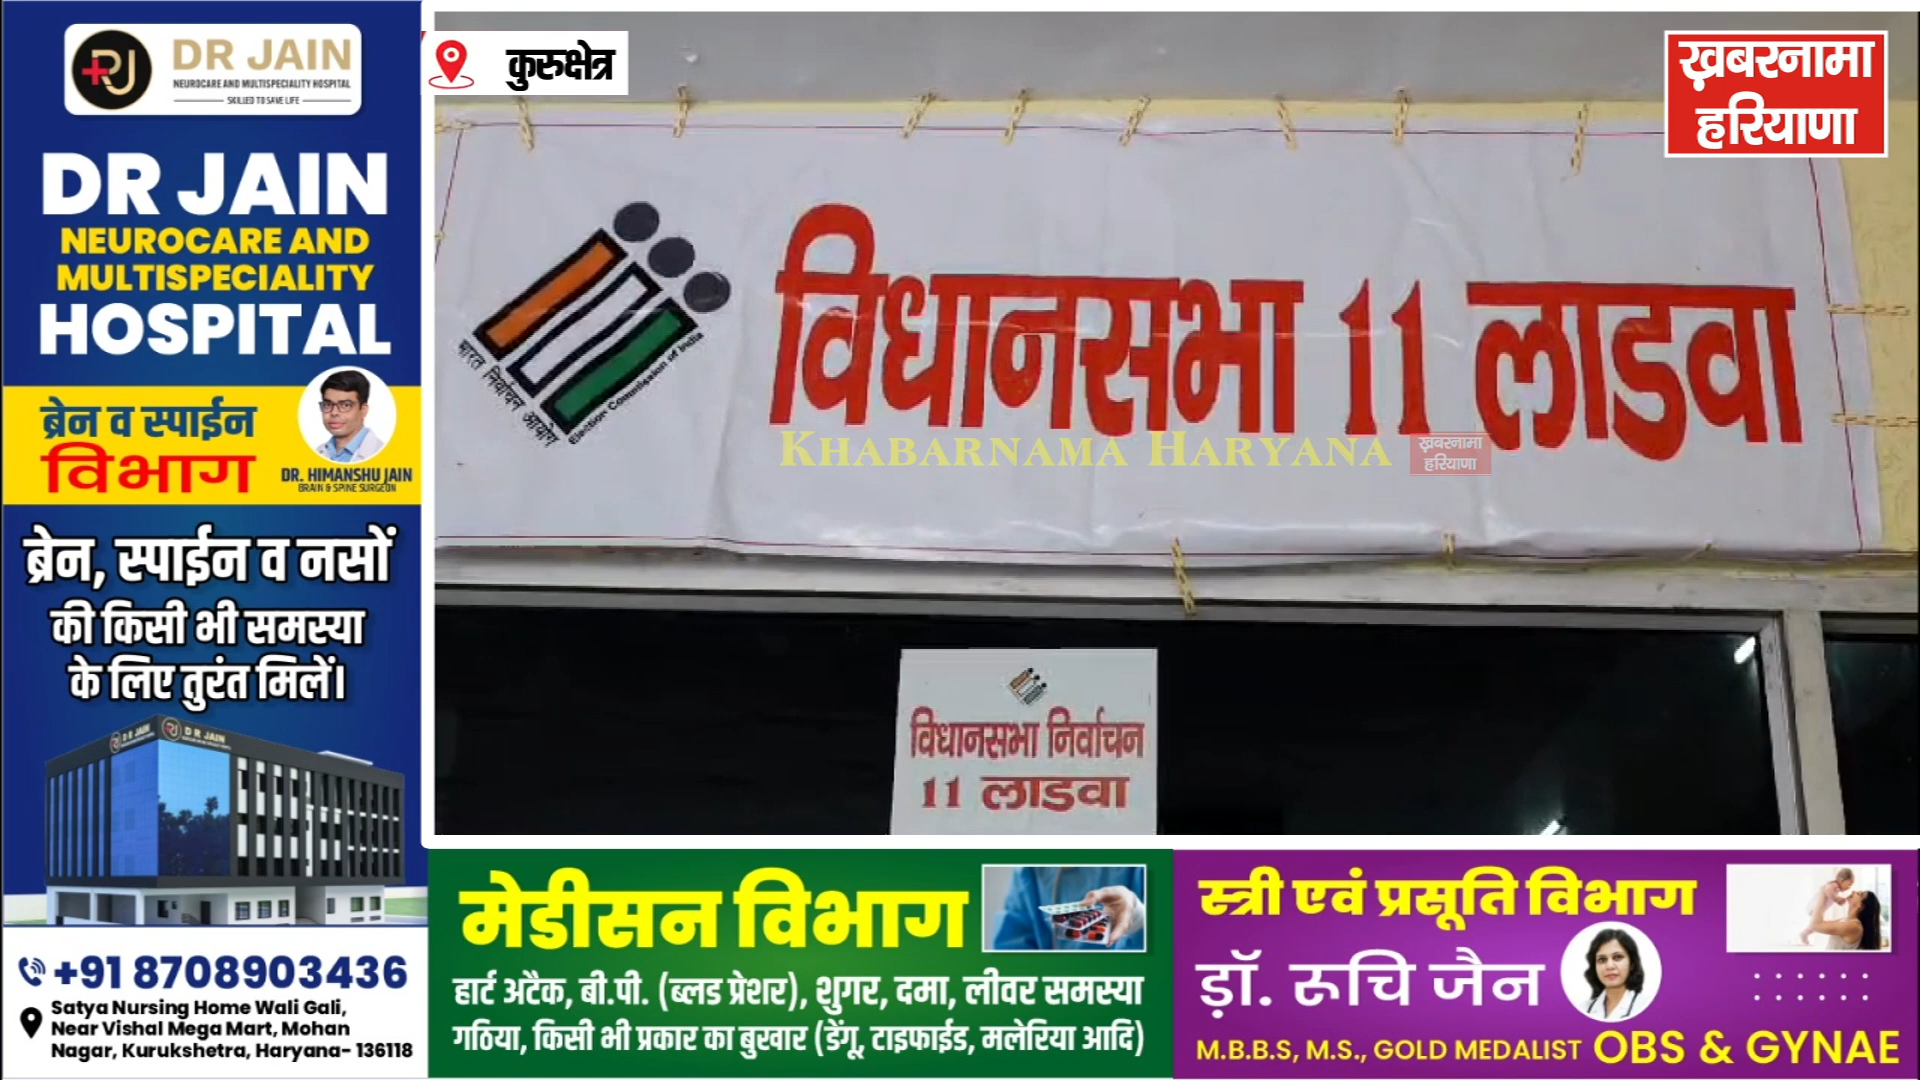 DR JAIN
NEUROCARE AND MULTISPECIALITY HOSPITAL
SKILLED TO SAVE LIFE
DR JAIN
NEUROCARE AND
MULTISPECIALITY
HOSPITAL
ब्रेन व स्पाईन
विभाग
DR. HIMANSHU JAIN
BRAIN & SPINE SURGEON
ब्रेन, स्पाईन व नसों
की किसी भी समस्या
के लिए तुरंत मिलें।
DR JAIN
DR JAIN
+91 8708903436
Satya Nursing Home Wali Gali,
Near Vishal Mega Mart, Mohan
Nagar, Kurukshetra, Haryana- 136118
कुरुक्षेत्र
ख़बरनामा
हरियाणा
भारत निर्वाचन आयोग
Election Commission of India
विधानसभा 11 लाडवा
KHABARNAMA HARYANA
ख़बरनामा
हरियाणा
विधानसभा निर्वाचन
11 लाडवा
मेडीसन विभाग
हार्ट अटैक, बी.पी. (ब्लड प्रेशर), शुगर, दमा, लीवर समस्या
गठिया, किसी भी प्रकार का बुखार (डेंगू, टाइफाईड, मलेरिया आदि)
स्त्री एवं प्रसूति विभाग
ड़ॉ. रूचि जैन
M.B.B.S, M.S., GOLD MEDALIST OBS & GYNAE